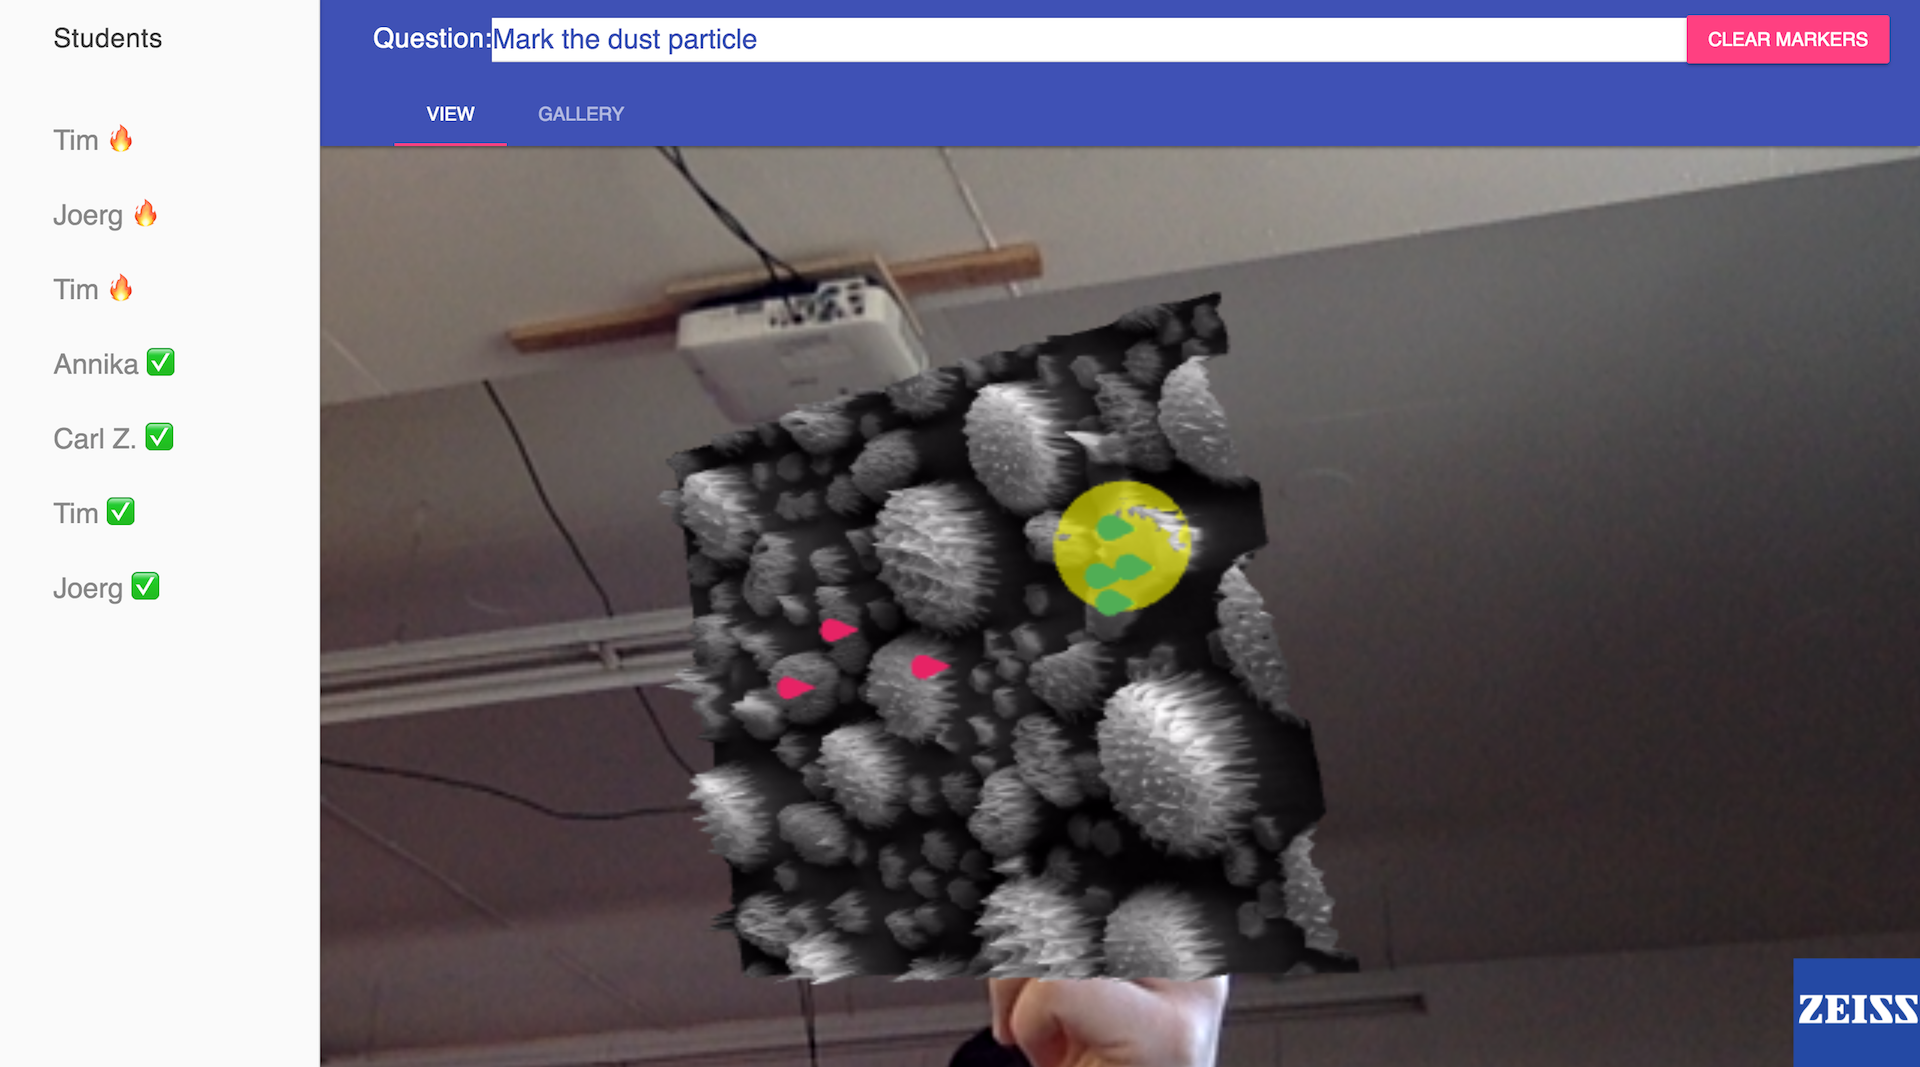 Students
Tim 🔥
Joerg 🔥
Tim 🔥
Annika ✅
Carl Z. ✅
Tim ✅
Joerg ✅
Question: Mark the dust particle
CLEAR MARKERS
VIEW GALLERY
ZEISS